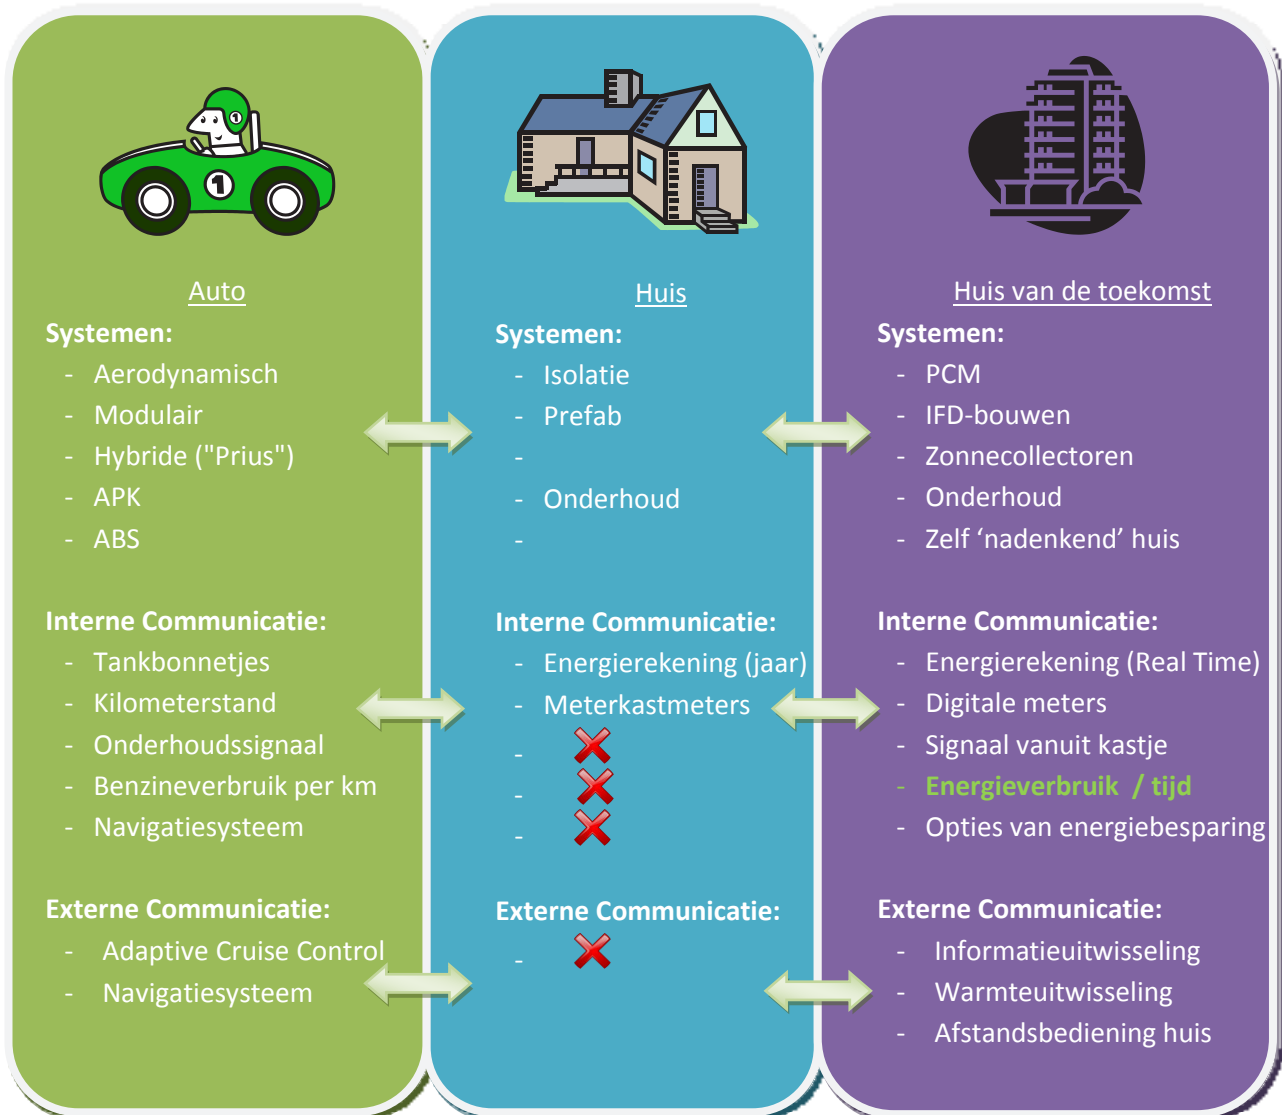 1
1
Auto
Systemen:
- Aerodynamisch
- Modulair
- Hybride ("Prius")
- APK
- ABS
Interne Communicatie:
- Tankbonnetjes
- Kilometerstand
- Onderhoudssignaal
- Benzineverbruik per km
- Navigatiesysteem
Externe Communicatie:
- Adaptive Cruise Control
- Navigatiesysteem
Huis
Systemen:
- Isolatie
- Prefab
-
- Onderhoud
-
Interne Communicatie:
- Energierekening (jaar)
- Meterkastmeters
-
-
-
Externe Communicatie:
-
Huis van de toekomst
Systemen:
- PCM
- IFD-bouwen
- Zonnecollectoren
- Onderhoud
- Zelf ‘nadenkend’ huis
Interne Communicatie:
- Energierekening (Real Time)
- Digitale meters
- Signaal vanuit kastje
- Energieverbruik / tijd
- Opties van energiebesparing
Externe Communicatie:
- Informatieuitwisseling
- Warmteuitwisseling
- Afstandsbediening huis